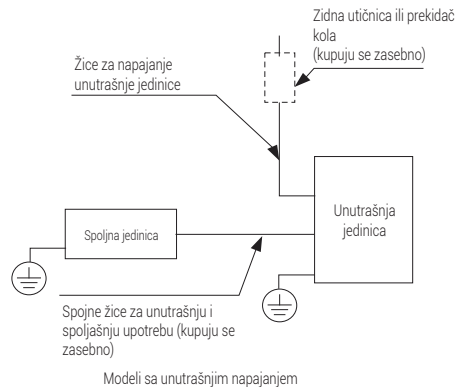 Zidna utičnica ili prekidač
kola
(kupuju se zasebno)
Žice za napajanje
unutrašnje jedinice
Unutrašnja
jedinica
Spoljna jedinica
Spojne žice za unutrašnju i
spoljašnju upotrebu (kupuju se
zasebno)
Modeli sa unutrašnjim napajanjem